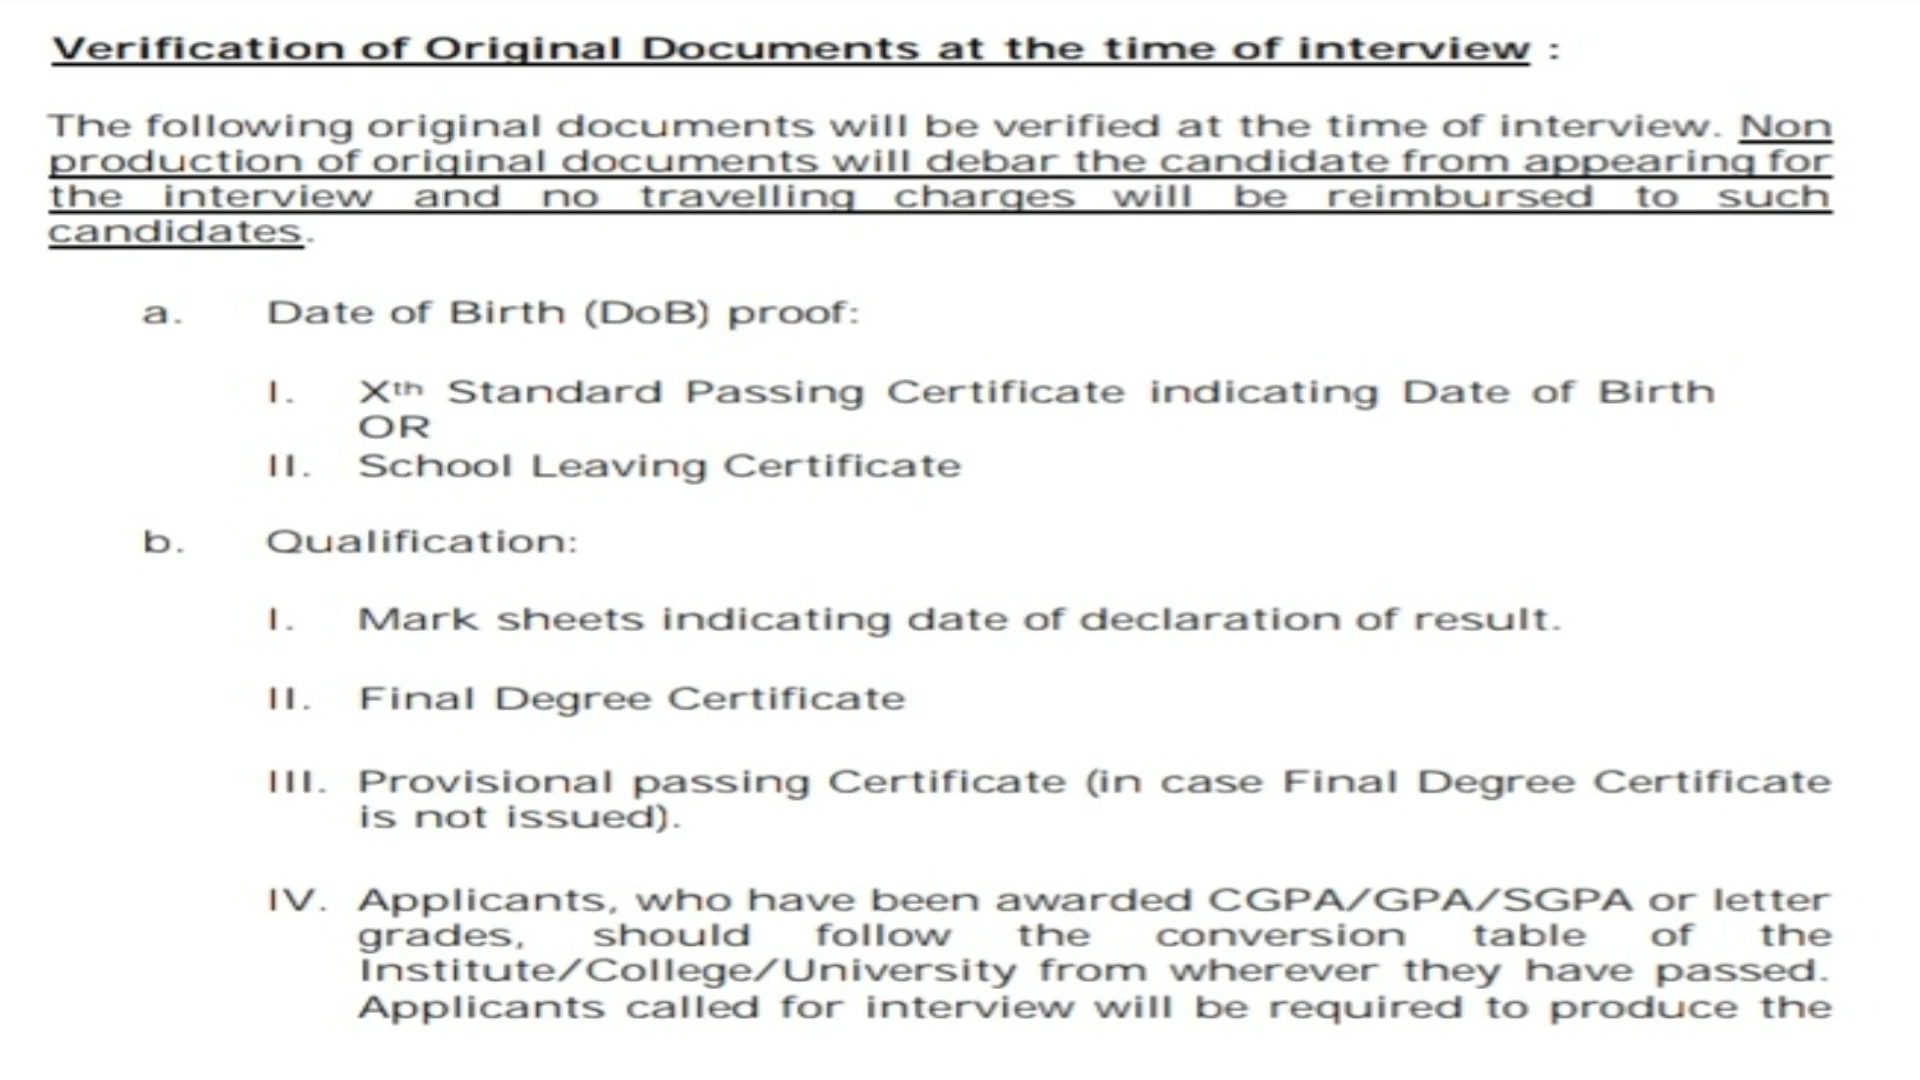 Verification of Original Documents at the time of interview :
The following original documents will be verified at the time of interview. Non
production of original documents will debar the candidate from appearing for
the interview and no travelling charges will be reimbursed to such
candidates.
a. Date of Birth (DoB) proof:
I. Xth Standard Passing Certificate indicating Date of Birth
OR
II. School Leaving Certificate
b. Qualification:
I. Mark sheets indicating date of declaration of result.
II. Final Degree Certificate
III. Provisional passing Certificate (in case Final Degree Certificate
is not issued).
IV. Applicants, who have been awarded CGPA/GPA/SGPA or letter
grades, should follow the conversion table of the
Institute/College/University from wherever they have passed.
Applicants called for interview will be required to produce the